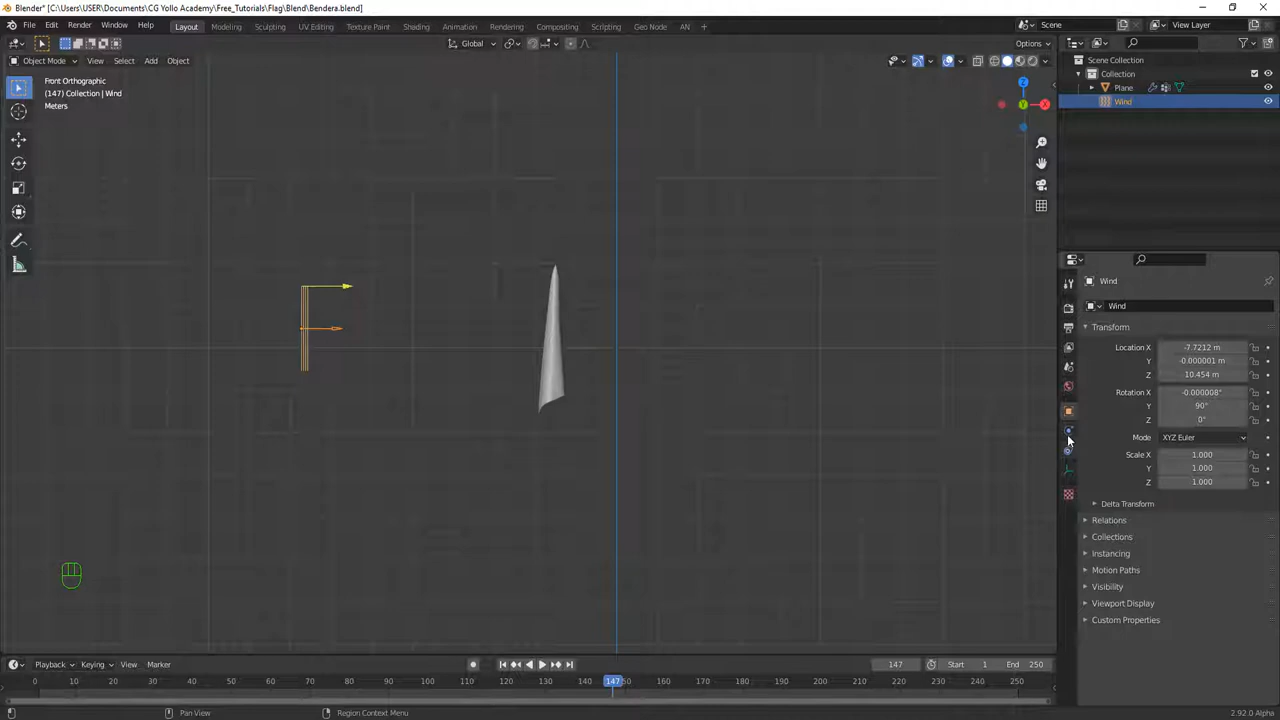 Blender* [C:\Users\USER\Documents\CG Yollo Academy\Free_Tutorials\Flag\Blend\Bendera.blend]
File Edit Render Window Help Layout Modeling Sculpting UV Editing Texture Paint Shading Animation Rendering Compositing Scripting Geo Node AN Scene View Layer
Global Options
Object Mode View Select Add Object
Front Orthographic
(147) Collection | Wind
Meters
Z
Y
X
Scene Collection
Collection
Plane
Wind
Wind
Wind
Transform
Location X -7.7212 m
Y -0.000001 m
Z 10.454 m
Rotation X -0.000008°
Y 90°
Z 0°
Mode XYZ Euler
Scale X 1.000
Y 1.000
Z 1.000
Delta Transform
Relations
Collections
Instancing
Motion Paths
Visibility
Viewport Display
Custom Properties
Playback Keying View Marker 147 Start 1 End 250
0 10 20 30 40 50 60 70 80 90 100 110 120 130 140 147 50 160 170 180 190 200 210 220 230 240 250
Pan View Region Context Menu 2.92.0 Alpha